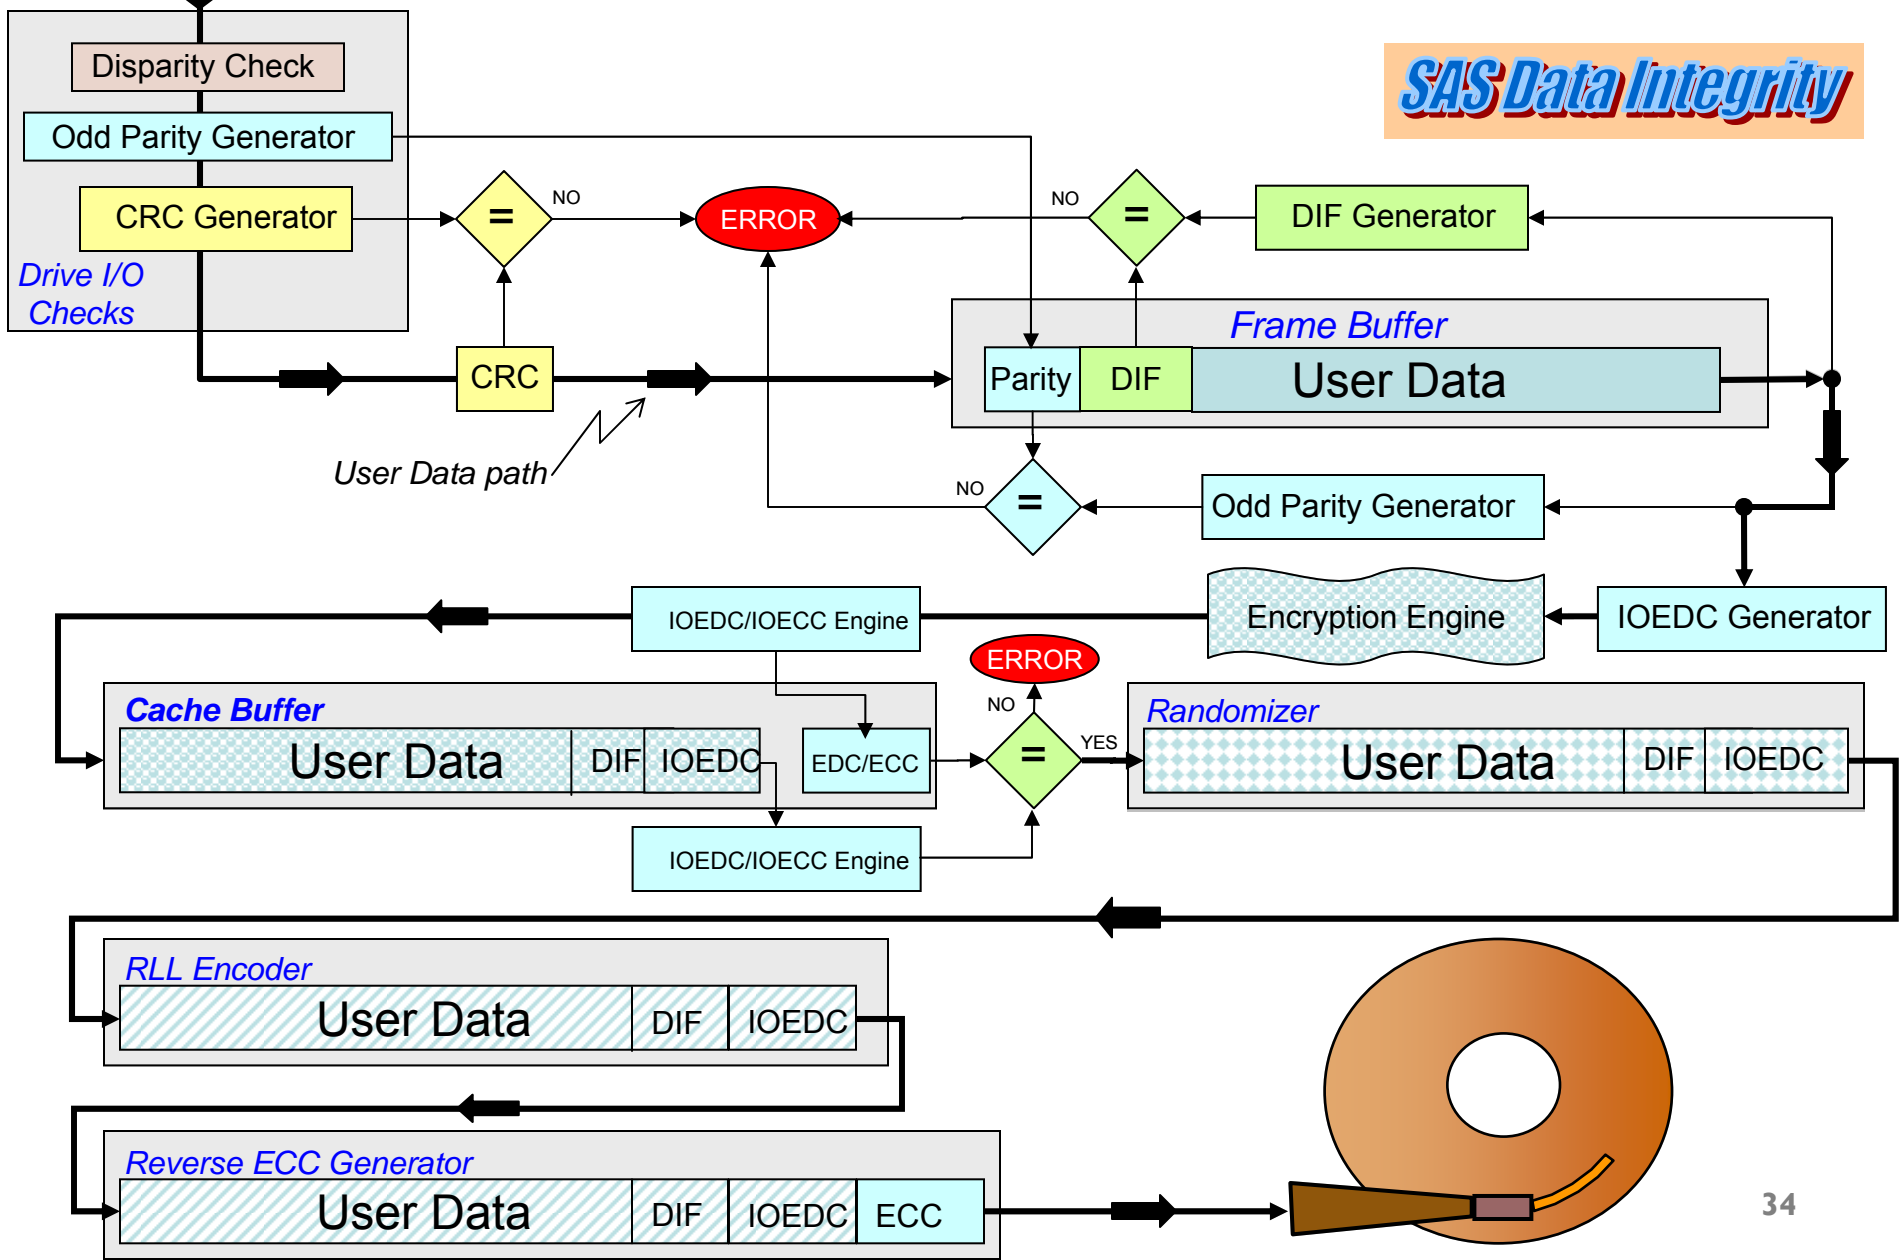 SAS Data Integrity
Disparity Check
Odd Parity Generator
CRC Generator
Drive I/O
Checks
=
NO
ERROR
NO
=
DIF Generator
CRC
User Data path
Frame Buffer
Parity
DIF
User Data
NO
=
Odd Parity Generator
IOEDC/IOECC Engine
Encryption Engine
IOEDC Generator
ERROR
NO
Cache Buffer
User Data
DIF
IOEDC
EDC/ECC
=
YES
Randomizer
User Data
DIF
IOEDC
IOEDC/IOECC Engine
RLL Encoder
User Data
DIF
IOEDC
Reverse ECC Generator
User Data
DIF
IOEDC
ECC
34